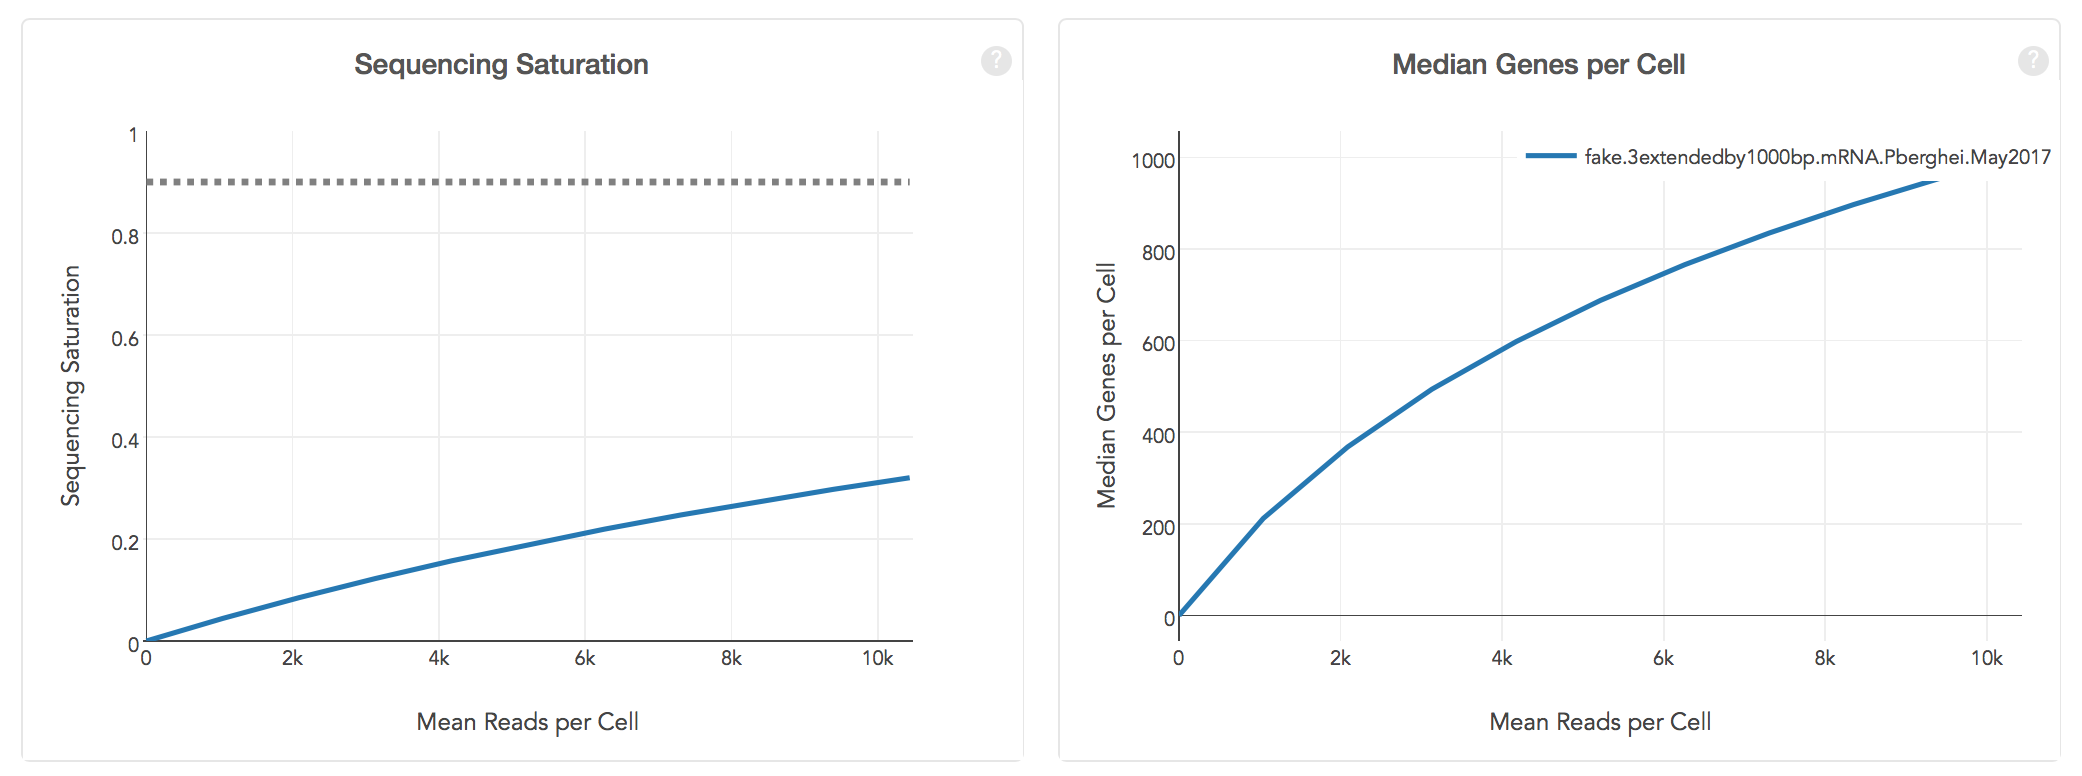 Sequencing Saturation
?
1
0.8
0.6
0.4
0.2
0
Sequencing Saturation
0 2k 4k 6k 8k 10k
Mean Reads per Cell
Median Genes per Cell
?
fake.3extendedby1000bp.mRNA.Pberghei.May2017
1000
800
600
400
200
0
Median Genes per Cell
0 2k 4k 6k 8k 10k
Mean Reads per Cell